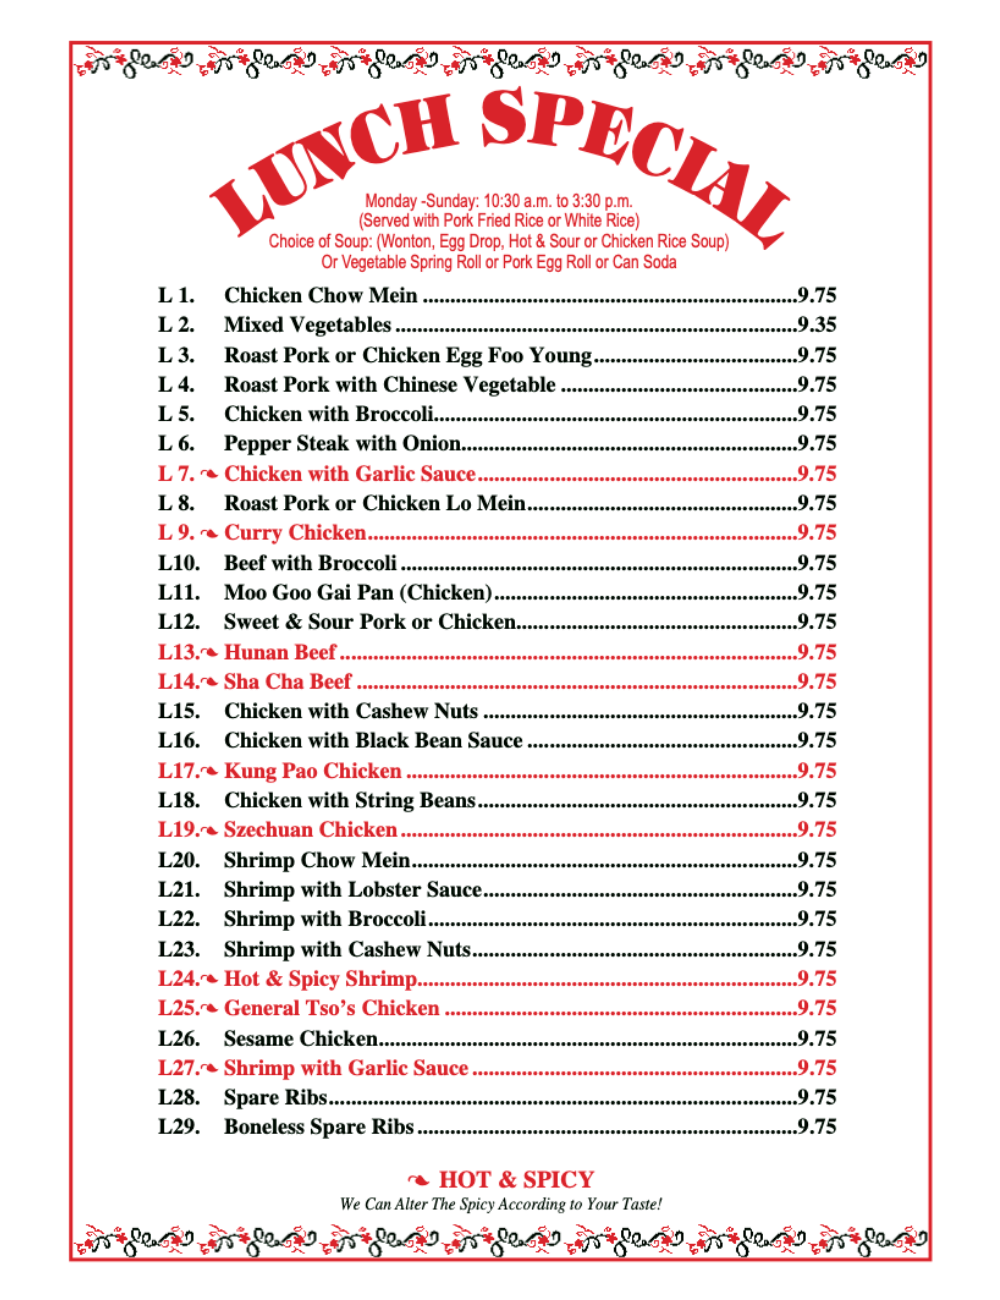 LUNCH SPECIAL
Monday -Sunday: 10:30 a.m. to 3:30 p.m.
(Served with Pork Fried Rice or White Rice)
Choice of Soup: (Wonton, Egg Drop, Hot & Sour or Chicken Rice Soup)
Or Vegetable Spring Roll or Pork Egg Roll or Can Soda
L 1. Chicken Chow Mein ....................................................................9.75
L 2. Mixed Vegetables .........................................................................9.35
L 3. Roast Pork or Chicken Egg Foo Young.....................................9.75
L 4. Roast Pork with Chinese Vegetable ...........................................9.75
L 5. Chicken with Broccoli..................................................................9.75
L 6. Pepper Steak with Onion.............................................................9.75
L 7. Chicken with Garlic Sauce..........................................................9.75
L 8. Roast Pork or Chicken Lo Mein.................................................9.75
L 9. Curry Chicken..............................................................................9.75
L10. Beef with Broccoli ........................................................................9.75
L11. Moo Goo Gai Pan (Chicken).......................................................9.75
L12. Sweet & Sour Pork or Chicken...................................................9.75
L13. Hunan Beef ...................................................................................9.75
L14. Sha Cha Beef ................................................................................9.75
L15. Chicken with Cashew Nuts .........................................................9.75
L16. Chicken with Black Bean Sauce .................................................9.75
L17. Kung Pao Chicken .......................................................................9.75
L18. Chicken with String Beans..........................................................9.75
L19. Szechuan Chicken ........................................................................9.75
L20. Shrimp Chow Mein......................................................................9.75
L21. Shrimp with Lobster Sauce.........................................................9.75
L22. Shrimp with Broccoli...................................................................9.75
L23. Shrimp with Cashew Nuts...........................................................9.75
L24. Hot & Spicy Shrimp.....................................................................9.75
L25. General Tso’s Chicken ................................................................9.75
L26. Sesame Chicken............................................................................9.75
L27. Shrimp with Garlic Sauce ...........................................................9.75
L28. Spare Ribs.....................................................................................9.75
L29. Boneless Spare Ribs .....................................................................9.75
HOT & SPICY
We Can Alter The Spicy According to Your Taste!